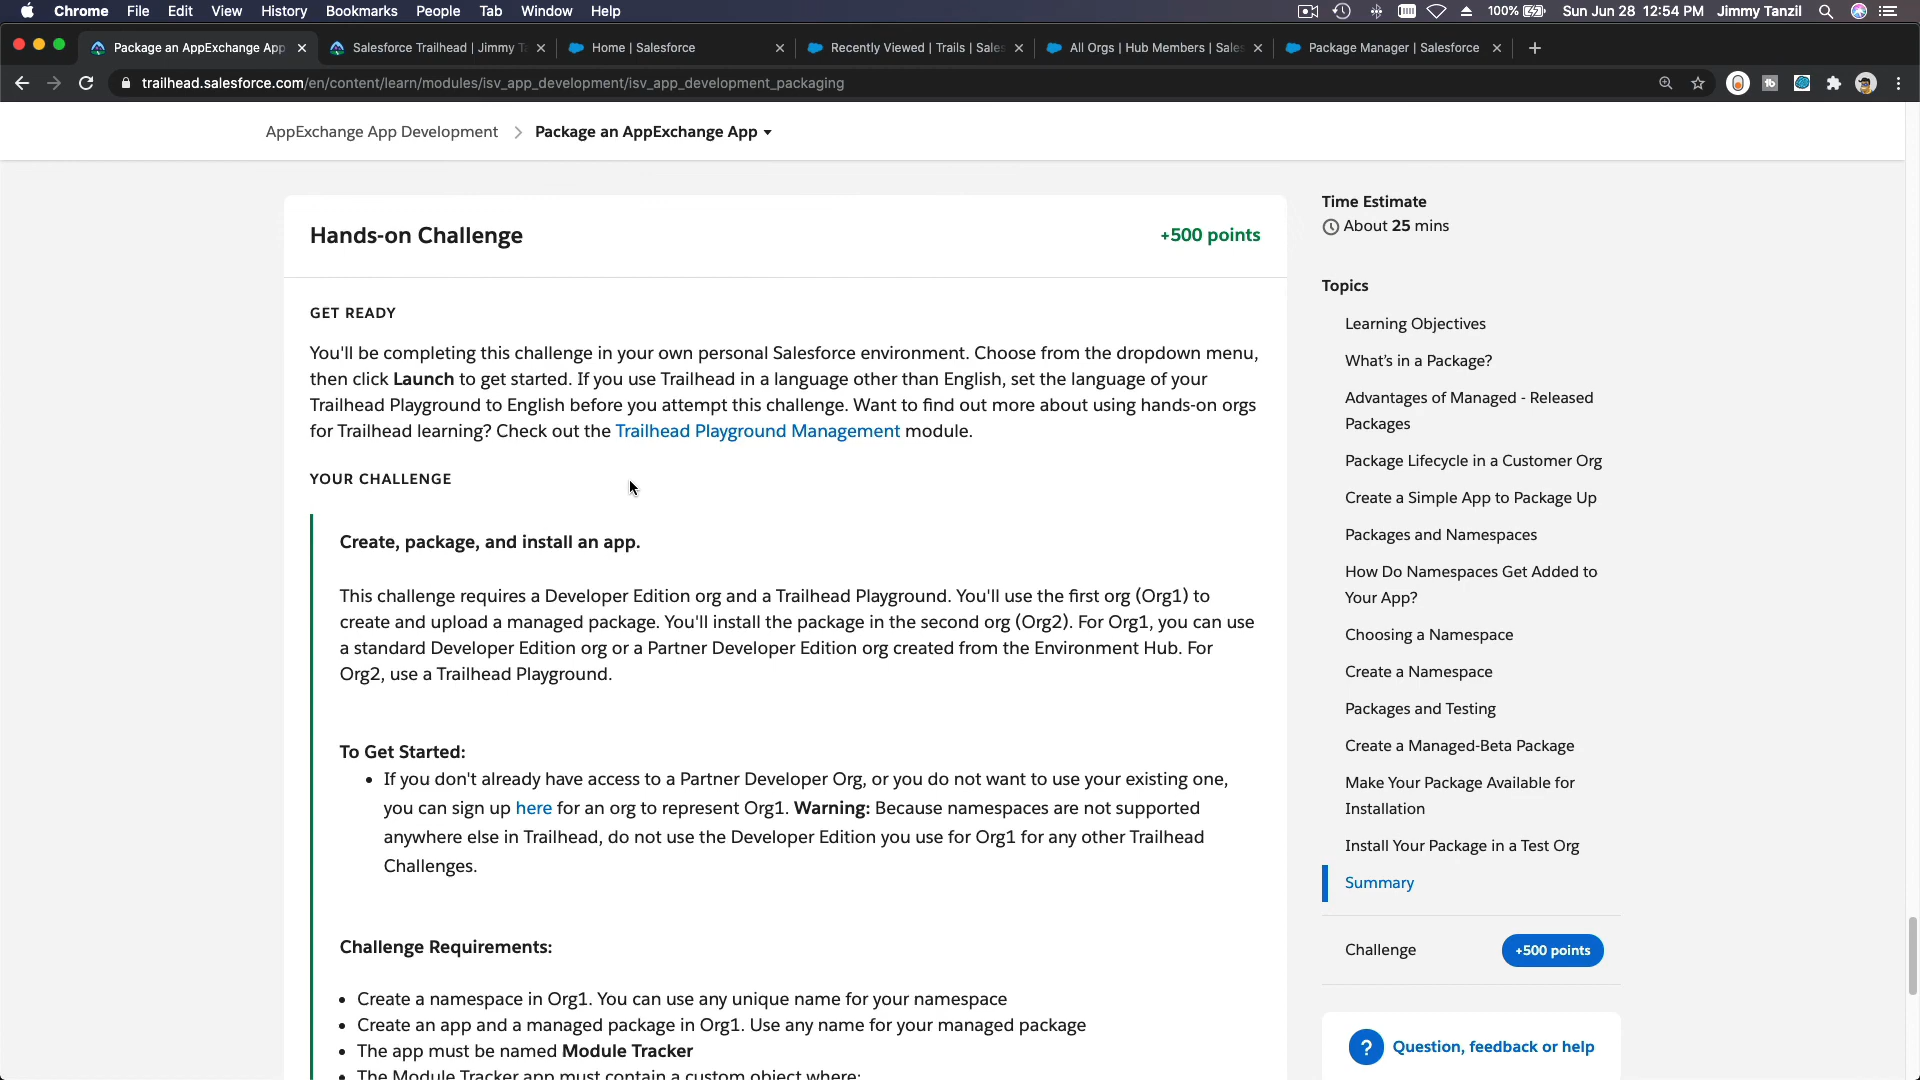 Chrome File Edit View History Bookmarks People Tab Window Help 100% Sun Jun 28 12:54 PM Jimmy Tanzil
Package an AppExchange App Salesforce Trailhead | Jimmy Ta Home | Salesforce Recently Viewed | Trails | Sales All Orgs | Hub Members | Sales Package Manager | Salesforce
trailhead.salesforce.com/en/content/learn/modules/isv_app_development/isv_app_development_packaging
AppExchange App Development > Package an AppExchange App
Hands-on Challenge
+500 points
GET READY
You'll be completing this challenge in your own personal Salesforce environment. Choose from the dropdown menu,
then click Launch to get started. If you use Trailhead in a language other than English, set the language of your
Trailhead Playground to English before you attempt this challenge. Want to find out more about using hands-on orgs
for Trailhead learning? Check out the Trailhead Playground Management module.
YOUR CHALLENGE
Create, package, and install an app.
This challenge requires a Developer Edition org and a Trailhead Playground. You'll use the first org (Org1) to
create and upload a managed package. You'll install the package in the second org (Org2). For Org1, you can use
a standard Developer Edition org or a Partner Developer Edition org created from the Environment Hub. For
Org2, use a Trailhead Playground.
To Get Started:
• If you don't already have access to a Partner Developer Org, or you do not want to use your existing one,
you can sign up here for an org to represent Org1. Warning: Because namespaces are not supported
anywhere else in Trailhead, do not use the Developer Edition you use for Org1 for any other Trailhead
Challenges.
Challenge Requirements:
• Create a namespace in Org1. You can use any unique name for your namespace
• Create an app and a managed package in Org1. Use any name for your managed package
• The app must be named Module Tracker
• The Module Tracker app must contain a custom object where:
Time Estimate
About 25 mins
Topics
Learning Objectives
What's in a Package?
Advantages of Managed - Released
Packages
Package Lifecycle in a Customer Org
Create a Simple App to Package Up
Packages and Namespaces
How Do Namespaces Get Added to
Your App?
Choosing a Namespace
Create a Namespace
Packages and Testing
Create a Managed-Beta Package
Make Your Package Available for
Installation
Install Your Package in a Test Org
Summary
Challenge +500 points
? Question, feedback or help